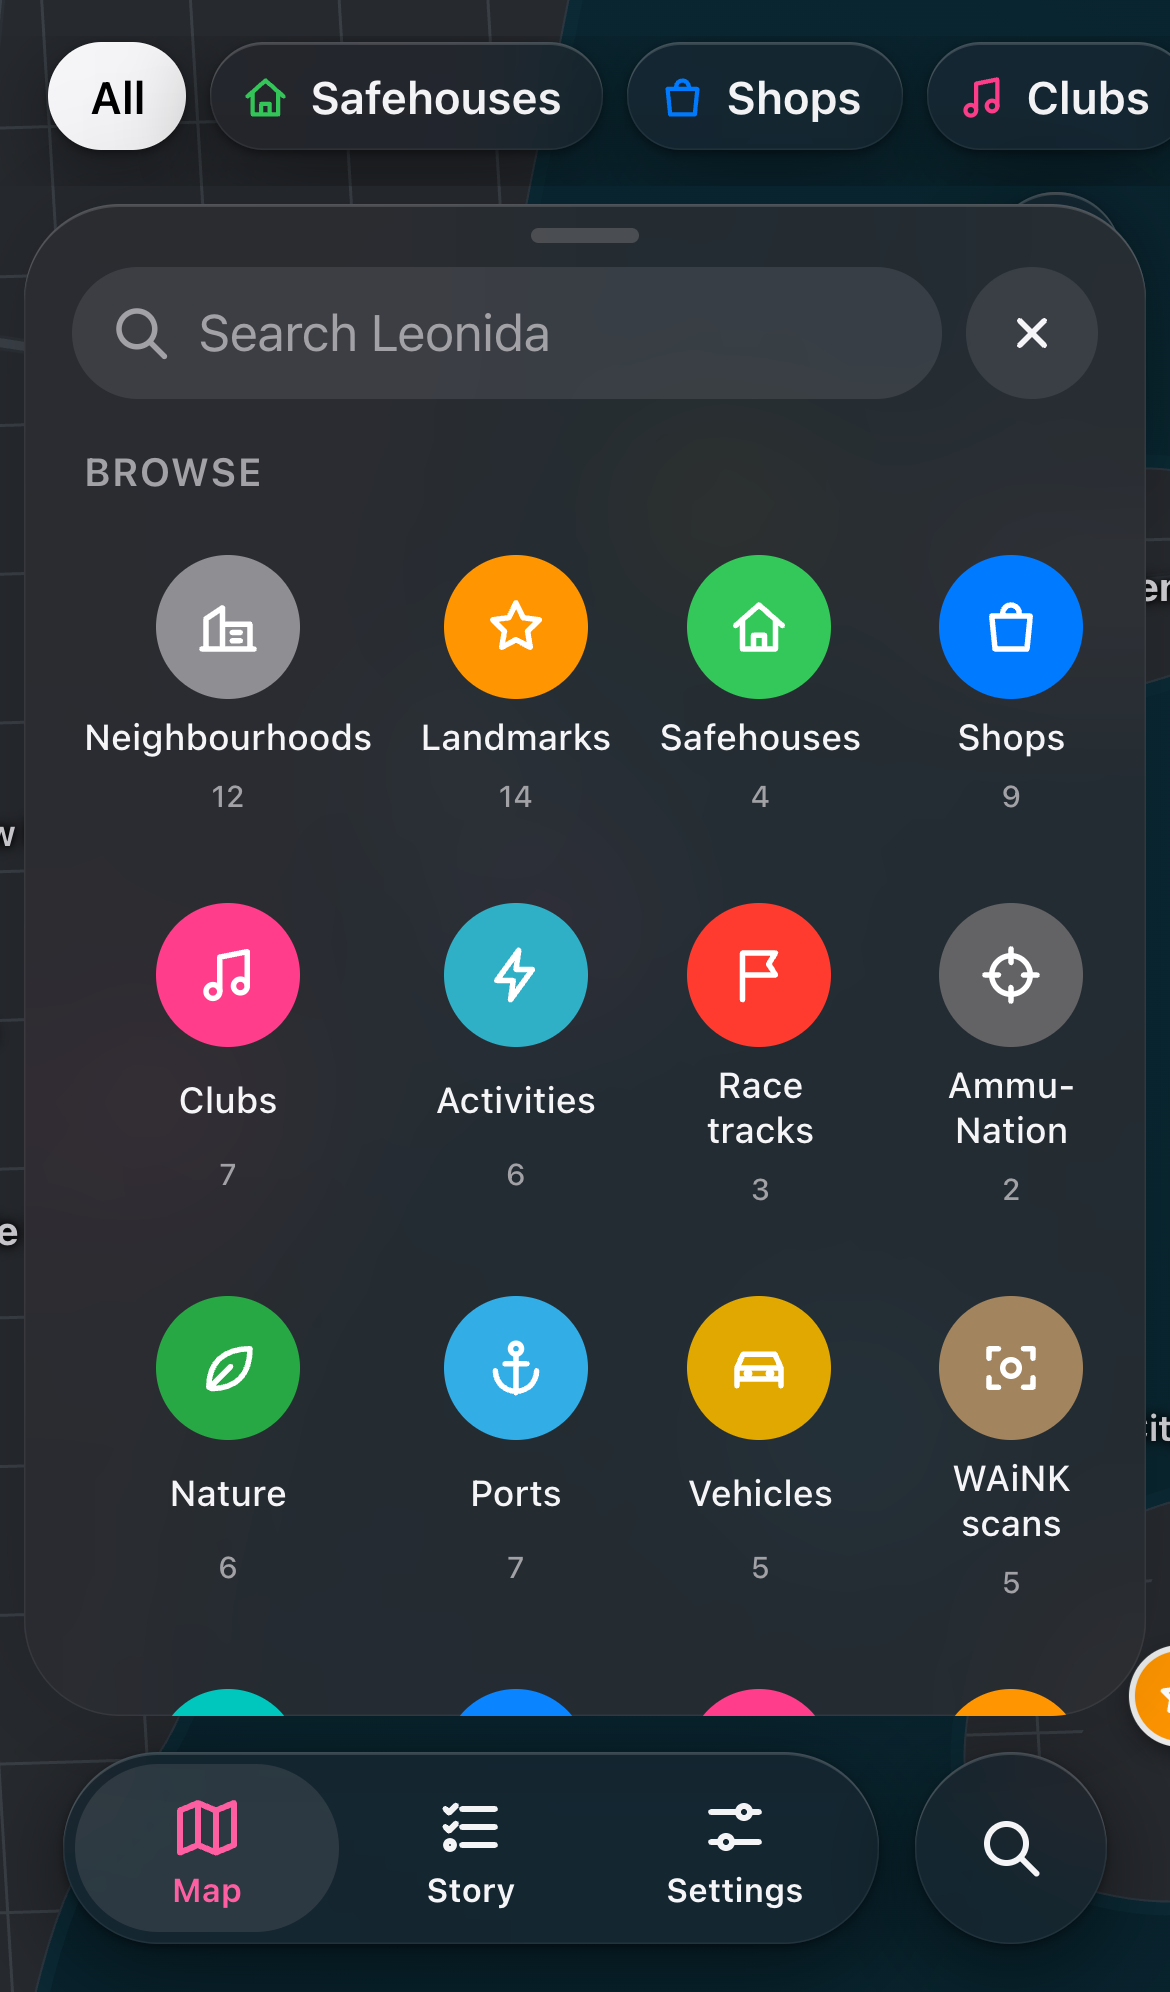 All
Safehouses
Shops
Clubs
Search Leonida
BROWSE
Neighbourhoods
12
Landmarks
14
Safehouses
4
Shops
9
Clubs
7
Activities
6
Race
tracks
3
Ammu-
Nation
2
Nature
6
Ports
7
Vehicles
5
WAiNK
scans
5
Map
Story
Settings